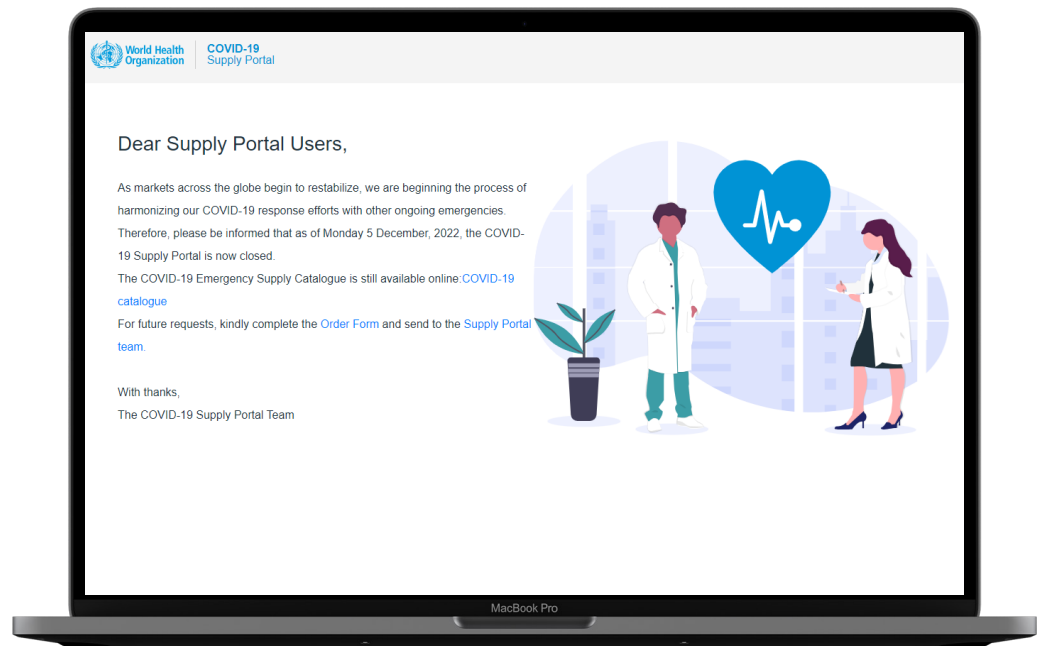 World Health
Organization
COVID-19
Supply Portal
Dear Supply Portal Users,
As markets across the globe begin to restabilize, we are beginning the process of
harmonizing our COVID-19 response efforts with other ongoing emergencies.
Therefore, please be informed that as of Monday 5 December, 2022, the COVID-
19 Supply Portal is now closed.
The COVID-19 Emergency Supply Catalogue is still available online:COVID-19
catalogue
For future requests, kindly complete the Order Form and send to the Supply Portal
team.
With thanks,
The COVID-19 Supply Portal Team
MacBook Pro